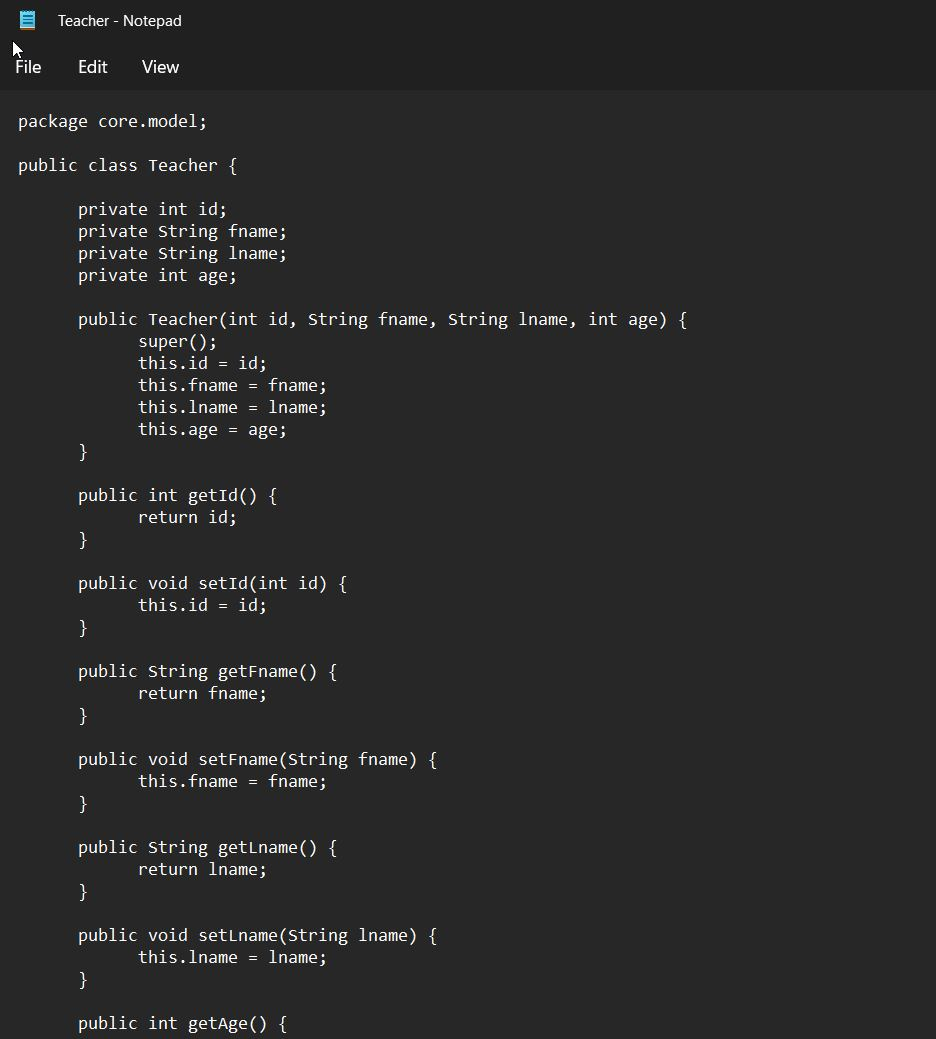 Teacher - Notepad
File Edit View
package core.model;
public class Teacher {
private int id;
private String fname;
private String lname;
private int age;
public Teacher(int id, String fname, String lname, int age) {
super();
this.id = id;
this.fname = fname;
this.lname = lname;
this.age = age;
}
public int getId() {
return id;
}
public void setId(int id) {
this.id = id;
}
public String getFname() {
return fname;
}
public void setFname(String fname) {
this.fname = fname;
}
public String getLname() {
return lname;
}
public void setLname(String lname) {
this.lname = lname;
}
public int getAge() {